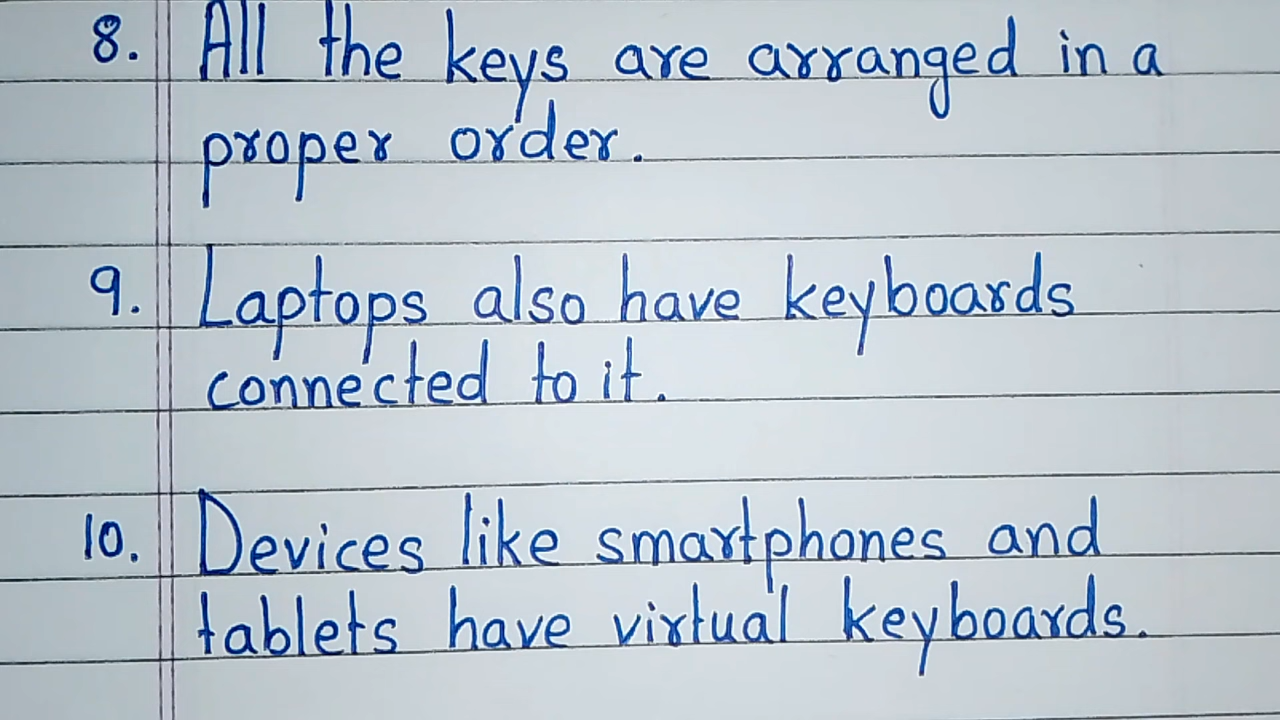 8. All the keys are arranged in a
proper order.
9. Laptops also have keyboards
connected to it.
10. Devices like smartphones and
tablets have virtual keyboards.